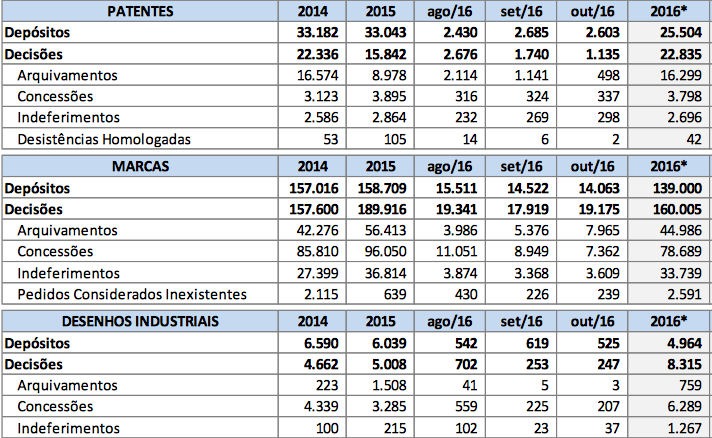 PATENTES 2014 2015 ago/16 set/16 out/16 2016*
Depósitos 33.182 33.043 2.430 2.685 2.603 25.504
Decisões 22.336 15.842 2.676 1.740 1.135 22.835
Arquivamentos 16.574 8.978 2.114 1.141 498 16.299
Concessões 3.123 3.895 316 324 337 3.798
Indeferimentos 2.586 2.864 232 269 298 2.696
Desistências Homologadas 53 105 14 6 2 42
MARCAS 2014 2015 ago/16 set/16 out/16 2016*
Depósitos 157.016 158.709 15.511 14.522 14.063 139.000
Decisões 157.600 189.916 19.341 17.919 19.175 160.005
Arquivamentos 42.276 56.413 3.986 5.376 7.965 44.986
Concessões 85.810 96.050 11.051 8.949 7.362 78.689
Indeferimentos 27.399 36.814 3.874 3.368 3.609 33.739
Pedidos Considerados Inexistentes 2.115 639 430 226 239 2.591
DESENHOS INDUSTRIAIS 2014 2015 ago/16 set/16 out/16 2016*
Depósitos 6.590 6.039 542 619 525 4.964
Decisões 4.662 5.008 702 253 247 8.315
Arquivamentos 223 1.508 41 5 3 759
Concessões 4.339 3.285 559 225 207 6.289
Indeferimentos 100 215 102 23 37 1.267